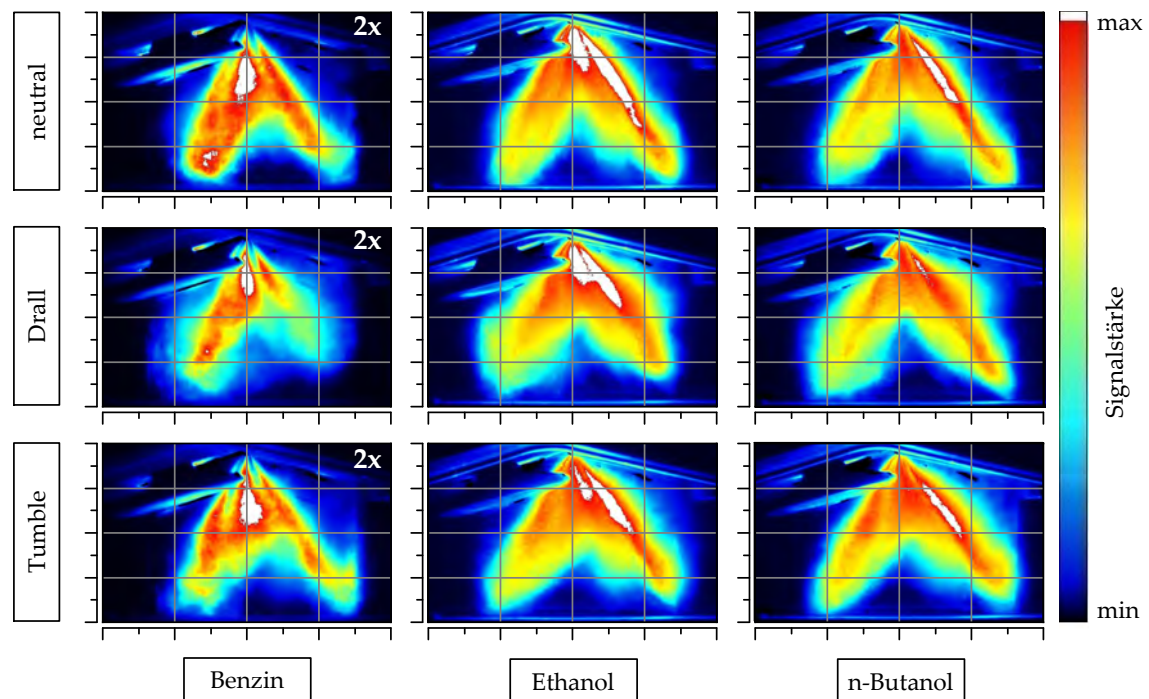 neutral
2x
max
Drall
2x
Signalstärke
Tumble
2x
min
Benzin
Ethanol
n-Butanol